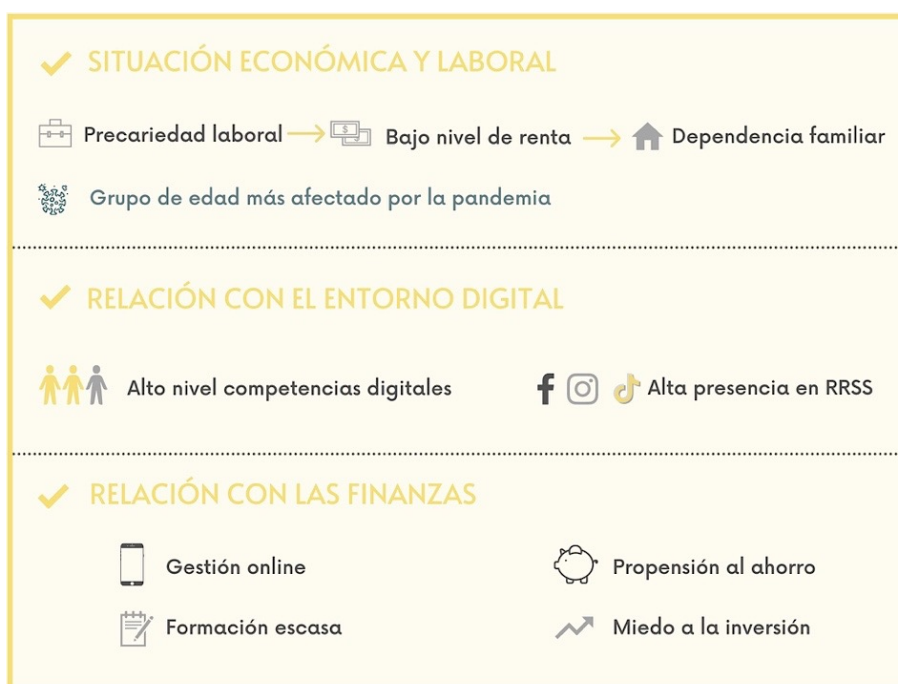 SITUACIÓN ECONÓMICA Y LABORAL
Precariedad laboral Bajo nivel de renta Dependencia familiar
Grupo de edad más afectado por la pandemia
RELACIÓN CON EL ENTORNO DIGITAL
Alto nivel competencias digitales Alta presencia en RRSS
RELACIÓN CON LAS FINANZAS
Gestión online Propensión al ahorro
Formación escasa Miedo a la inversión